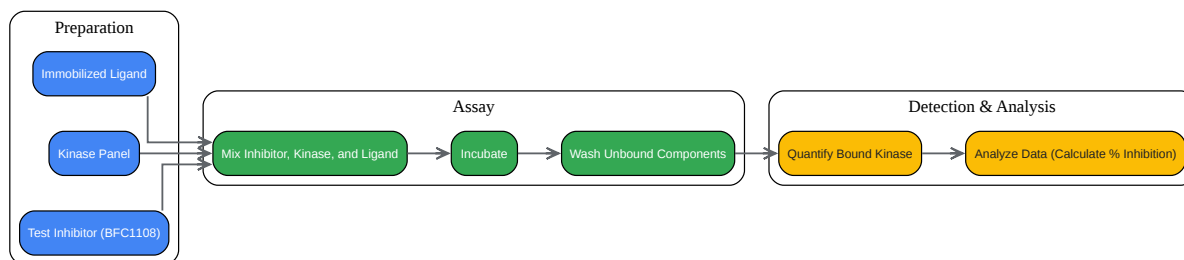 Preparation
Immobilized Ligand
Kinase Panel
Test Inhibitor (BFC1108)
Assay
Mix Inhibitor, Kinase, and Ligand
Incubate
Wash Unbound Components
Detection & Analysis
Quantify Bound Kinase
Analyze Data (Calculate % Inhibition)